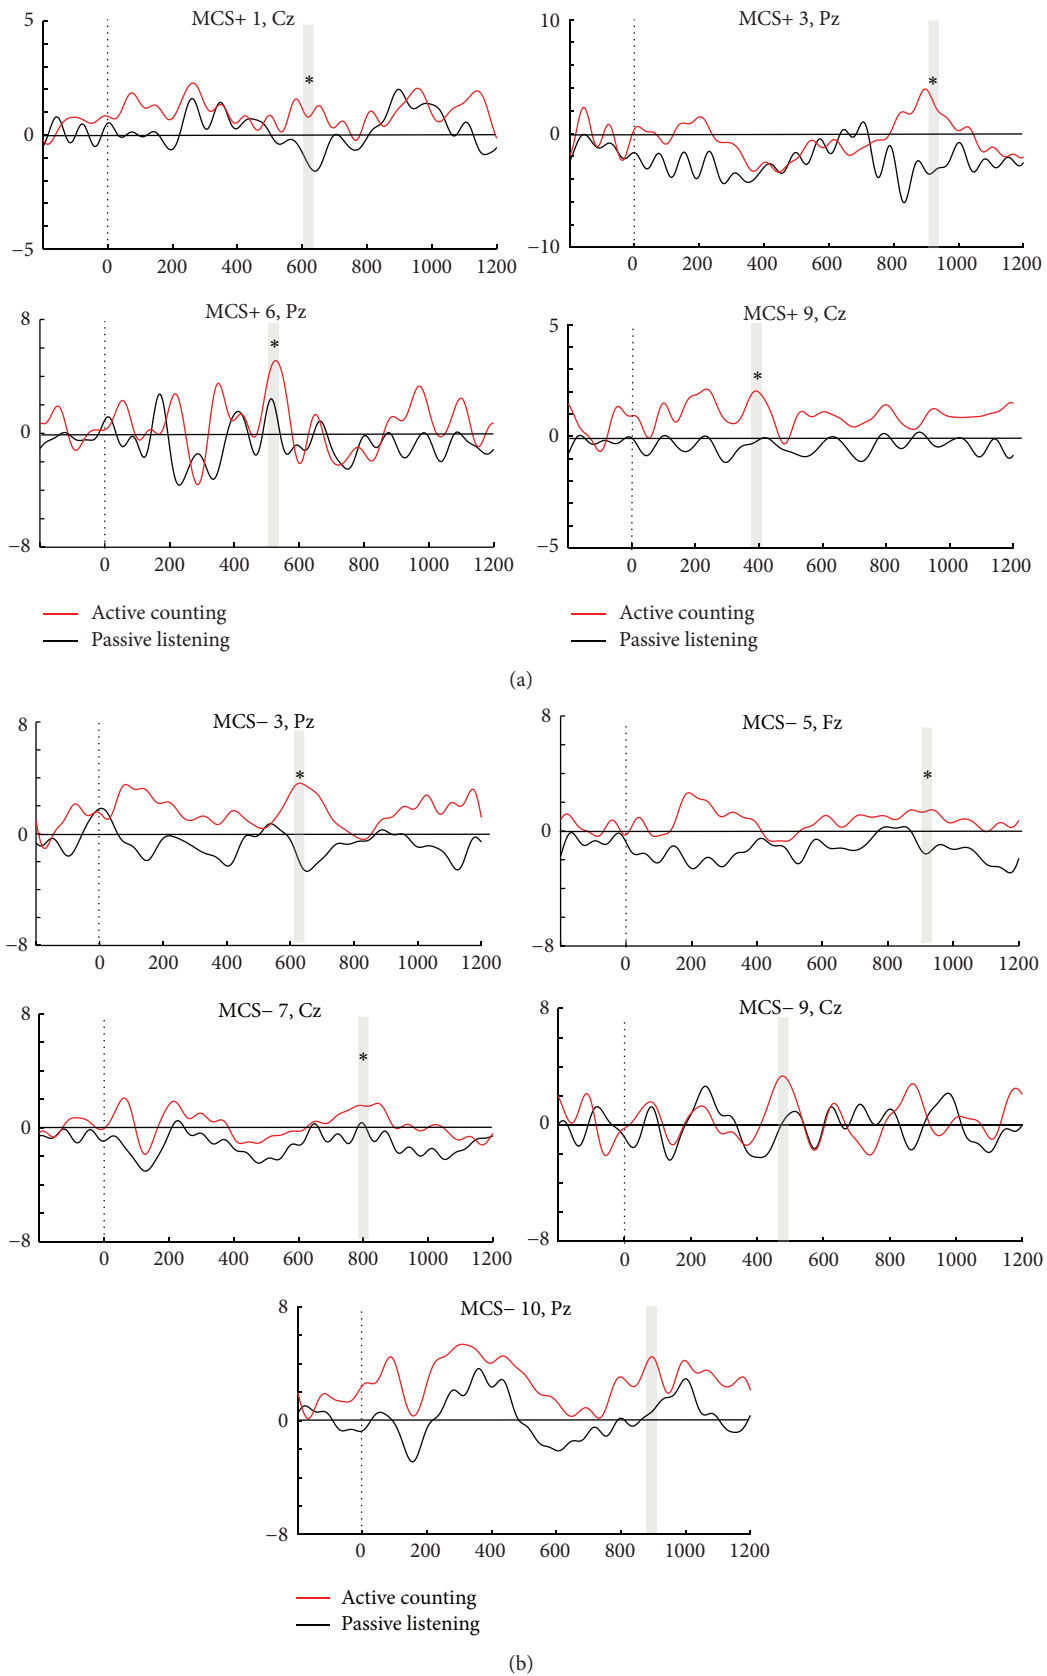 MCS+ 1, Cz
5
0
−5
*
0 200 400 600 800 1000 1200
MCS+ 3, Pz
10
0
−10
*
0 200 400 600 800 1000 1200
MCS+ 6, Pz
8
0
−8
*
0 200 400 600 800 1000 1200
MCS+ 9, Cz
5
0
−5
*
0 200 400 600 800 1000 1200
Active counting
Passive listening
Active counting
Passive listening
(a)
MCS− 3, Pz
8
0
−8
*
0 200 400 600 800 1000 1200
MCS− 5, Fz
8
0
−8
*
0 200 400 600 800 1000 1200
MCS− 7, Cz
8
0
−8
*
0 200 400 600 800 1000 1200
MCS− 9, Cz
8
0
−8
0 200 400 600 800 1000 1200
MCS− 10, Pz
8
0
−8
0 200 400 600 800 1000 1200
Active counting
Passive listening
(b)